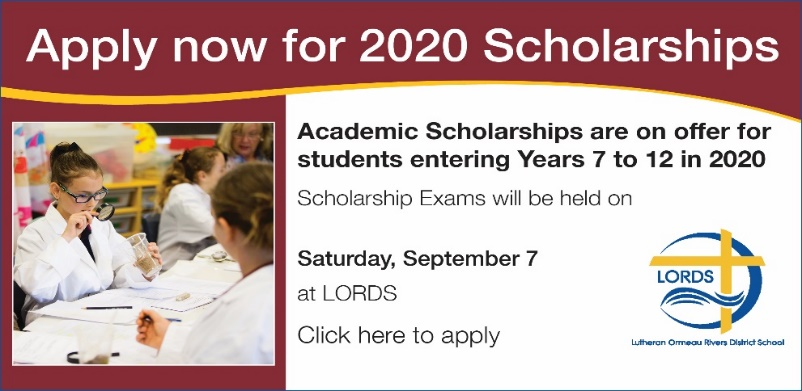 Apply now for 2020 Scholarships
Academic Scholarships are on offer for
students entering Years 7 to 12 in 2020
Scholarship Exams will be held on
Saturday, September 7
at LORDS
Click here to apply
LORDS
Lutheran Ormeau Rivers District School